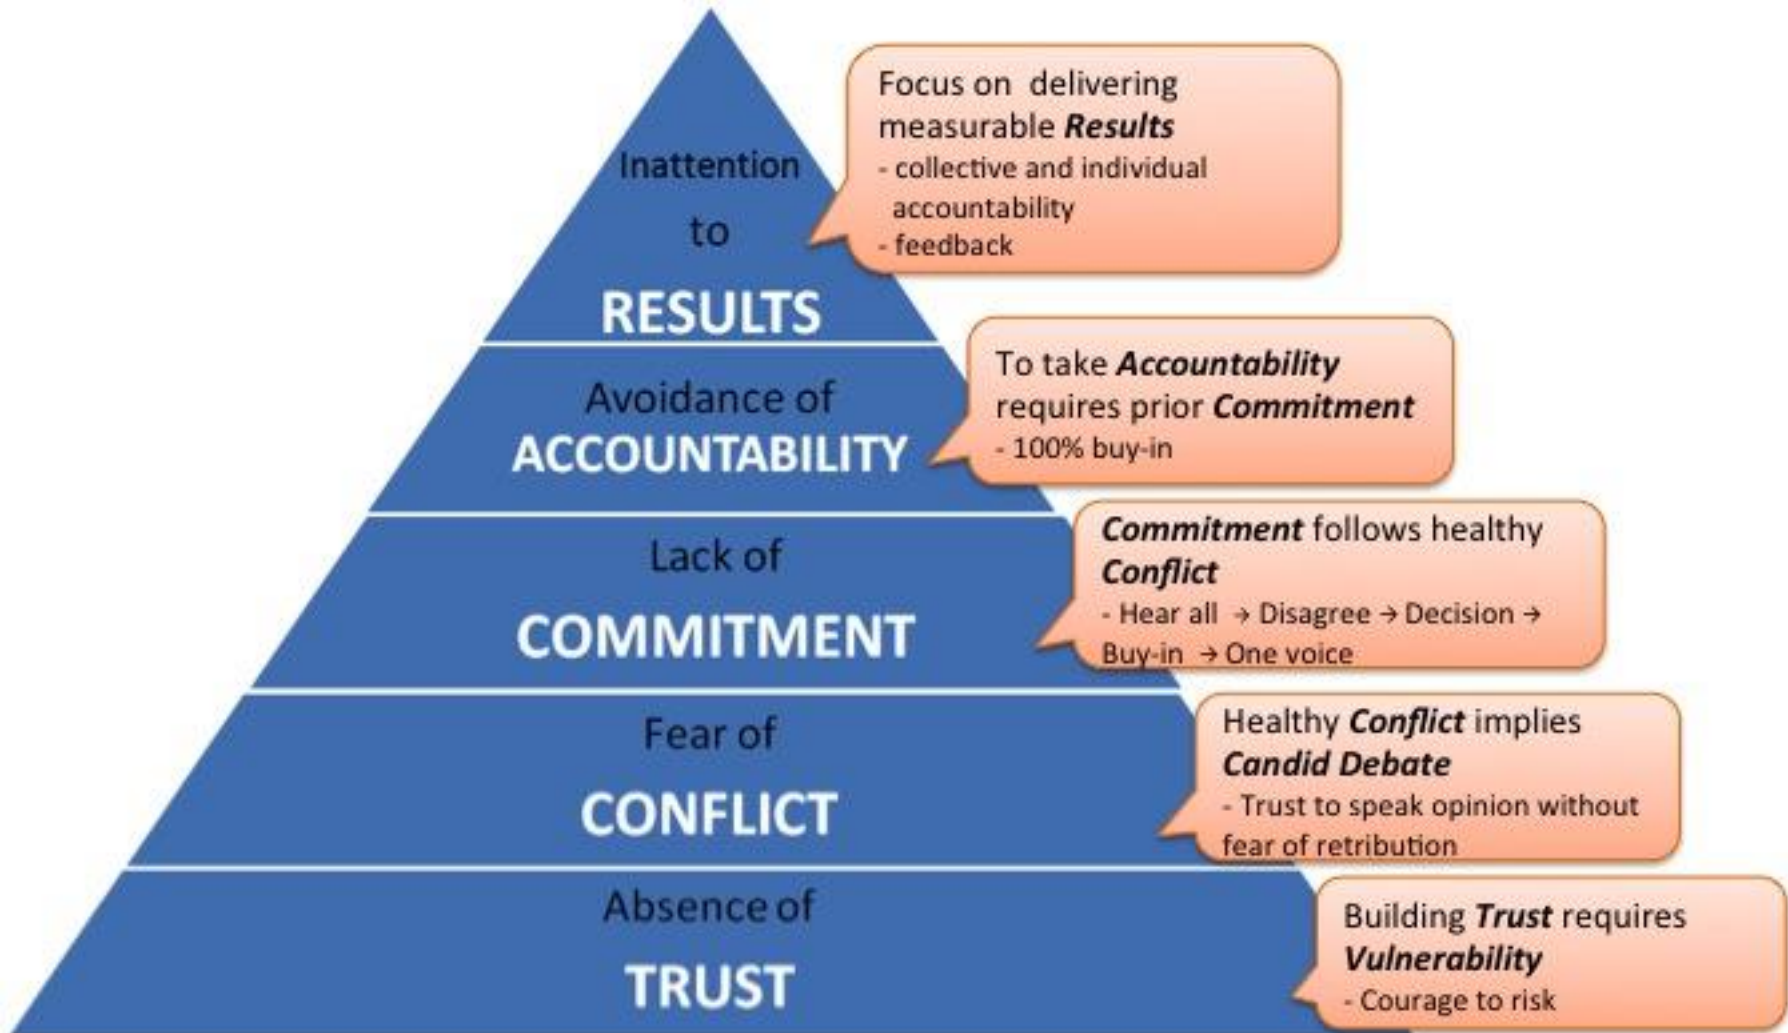 Inattention
to
RESULTS
Focus on delivering
measurable Results
- collective and individual
accountability
- feedback
Avoidance of
ACCOUNTABILITY
To take Accountability
requires prior Commitment
- 100% buy-in
Lack of
COMMITMENT
Commitment follows healthy
Conflict
- Hear all → Disagree → Decision →
Buy-in → One voice
Fear of
CONFLICT
Healthy Conflict implies
Candid Debate
- Trust to speak opinion without
fear of retribution
Absence of
TRUST
Building Trust requires
Vulnerability
- Courage to risk